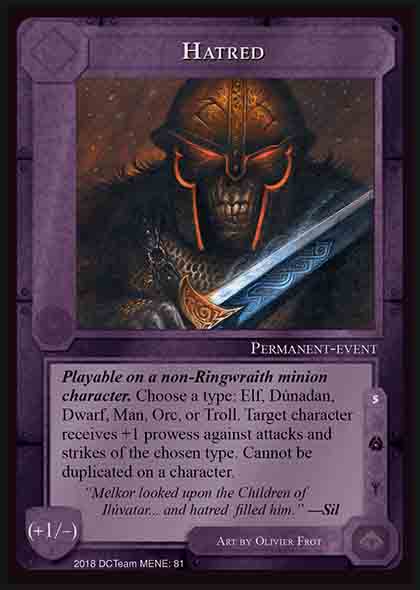 HATRED
PERMANENT-EVENT
Playable on a non-Ringwraith minion
character. Choose a type: Elf, Dûnadan,
Dwarf, Man, Orc, or Troll. Target character
receives +1 prowess against attacks and
strikes of the chosen type. Cannot be
duplicated on a character.
“Melkor looked upon the Children of
Ilúvatar... and hatred filled him.” —Sil
S
(+1/–)
ART BY OLIVIER FROT
2018 DCTeam MENE: 81